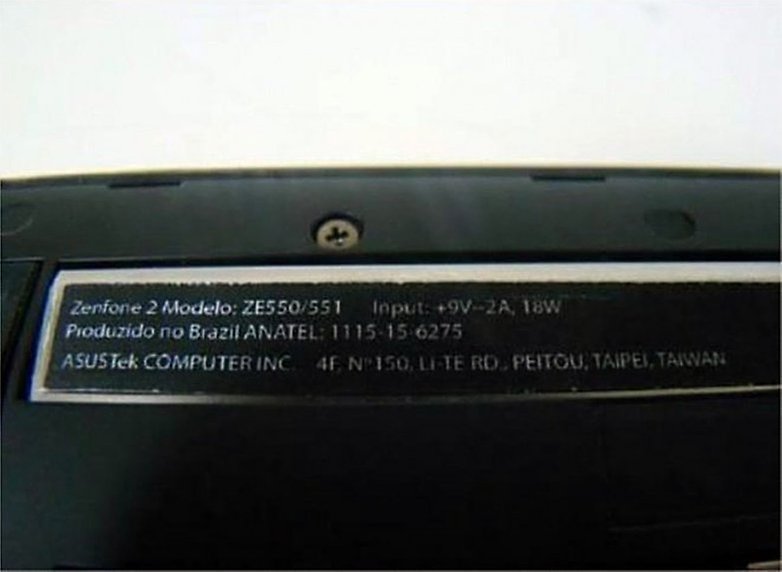 Zenfone 2 Modelo: ZE550/551 Input: +9V⎓2A, 18W
Produzido no Brazil ANATEL: 1115-15-6275
ASUSTek COMPUTER INC. 4F, Nº150, LI-TE RD., PEITOU, TAIPEI, TAIWAN